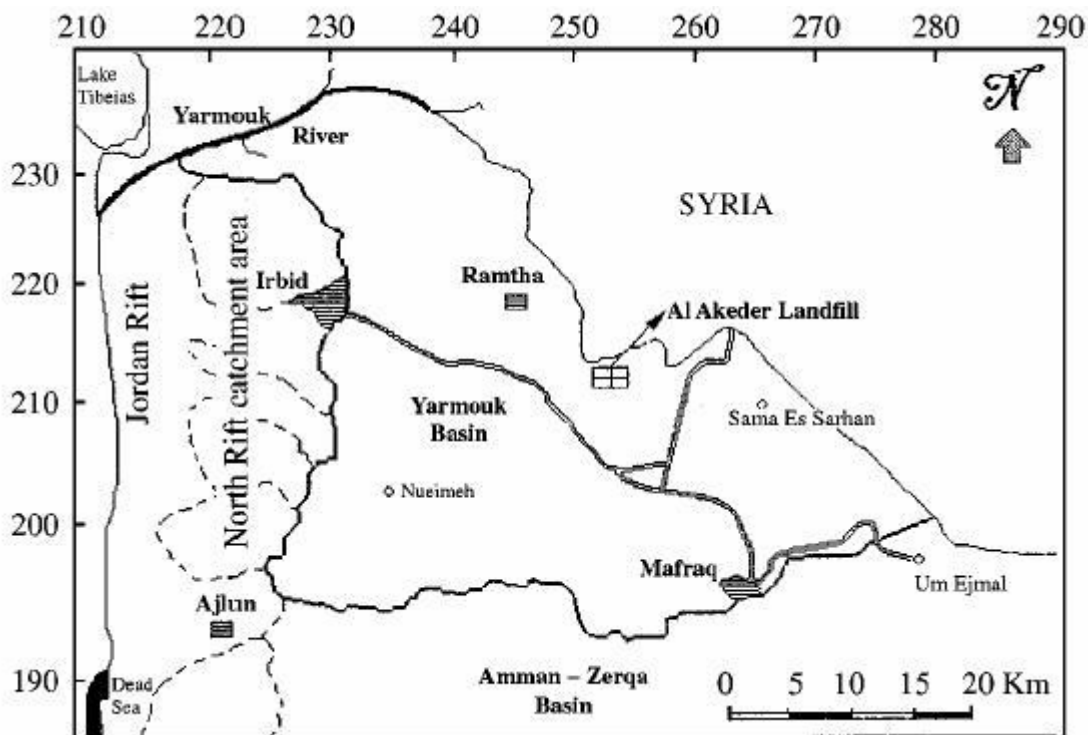 210 220 230 240 250 260 270 280 290
Lake
Tibeias
Yarmouk
River
N
230
SYRIA
220
Irbid
Ramtha
Al Akeder Landfill
Jordan Rift
North Rift catchment area
210
Yarmouk
Basin
Sama Es Sarhan
Nueimeh
200
Mafraq
Um Ejmal
Ajlun
190
Dead
Sea
Amman – Zerqa
Basin
0 5 10 15 20 Km